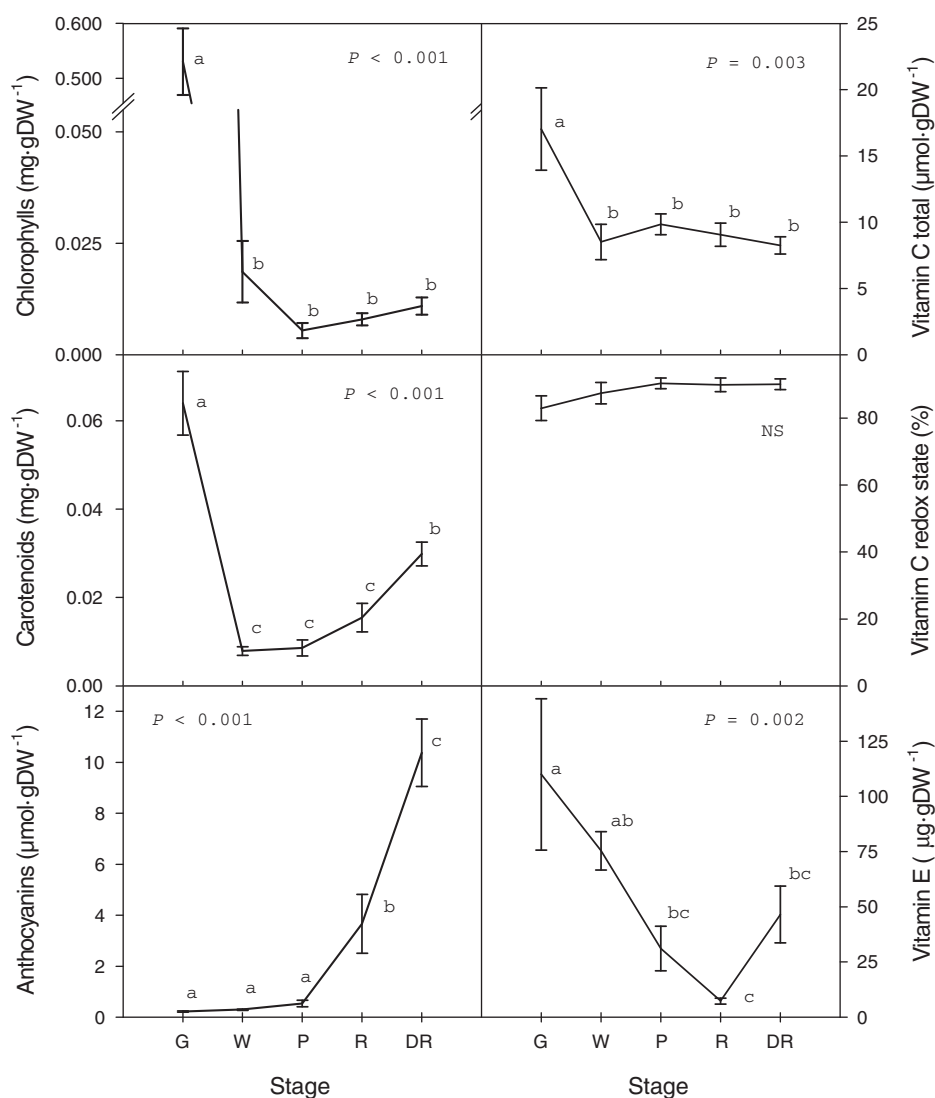 Chlorophylls (mg·gDW⁻¹)
0.600
0.500
0.050
0.025
0.000
P < 0.001
a
b
b
b
b
Vitamin C total (µmol·gDW⁻¹)
25
20
15
10
5
0
P = 0.003
a
b
b
b
b
Carotenoids (mg·gDW⁻¹)
0.06
0.04
0.02
0.00
P < 0.001
a
c
c
c
b
Vitamim C redox state (%)
80
60
40
20
0
NS
Anthocyanins (µmol·gDW⁻¹)
12
10
8
6
4
2
0
P < 0.001
a
a
a
b
c
Vitamin E ( µg·gDW⁻¹)
125
100
75
50
25
0
P = 0.002
a
ab
bc
c
bc
G W P R DR
Stage
G W P R DR
Stage